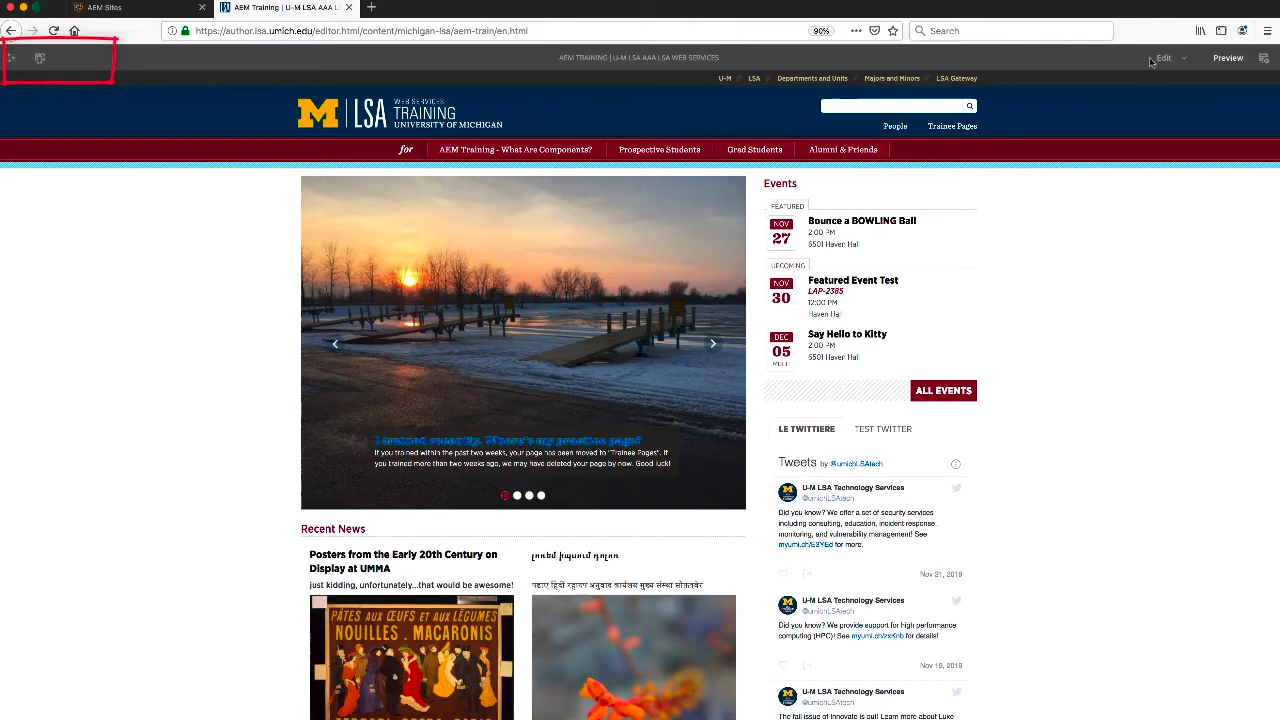 AEM Sites
AEM Training | U-M LSA AAA LS
https://author.lsa.umich.edu/editor.html/content/michigan-lsa/aem-train/en.html
90%
Search
AEM TRAINING | U-M LSA AAA LSA WEB SERVICES
Edit
Preview
U-M // LSA // Departments and Units // Majors and Minors // LSA Gateway
M LSA WEB SERVICES
TRAINING
UNIVERSITY OF MICHIGAN
People
Trainee Pages
for
AEM Training - What Are Components?
Prospective Students
Grad Students
Alumni & Friends
I trained recently. Where's my practice page?
If you trained within the past two weeks, your page has been moved to "Trainee Pages". If
you trained more than two weeks ago, we may have deleted your page by now. Good luck!
Recent News
Posters from the Early 20th Century on
Display at UMMA
just kidding, unfortunately...that would be awesome!
PÂTES AUX ŒUFS ET AUX LÉGUMES
NOUILLES . MACARONIS
पढाए हिंदी रहायप अनुवाद कार्यलय मुख्य संस्था सोफ़तवेर
Events
FEATURED
NOV
27
Bounce a BOWLING Ball
2:00 PM
6501 Haven Hall
UPCOMING
NOV
30
Featured Event Test
LAP-2385
12:00 PM
Haven Hall
DEC
05
MULTI
Say Hello to Kitty
2:00 PM
6501 Haven Hall
ALL EVENTS
LE TWITTIERE
TEST TWITTER
Tweets by @umichLSAtech
U-M LSA Technology Services
@umichLSAtech
Did you know? We offer a set of security services
including consulting, education, incident response,
monitoring, and vulnerability management! See
myumi.ch/E3YEd for more.
Nov 21, 2019
U-M LSA Technology Services
@umichLSAtech
Did you know? We provide support for high performance
computing (HPC)! See myumi.ch/zxKnb for details!
Nov 19, 2019
U-M LSA Technology Services
@umichLSAtech
The fall issue of Innovate is out! Learn more about Luke